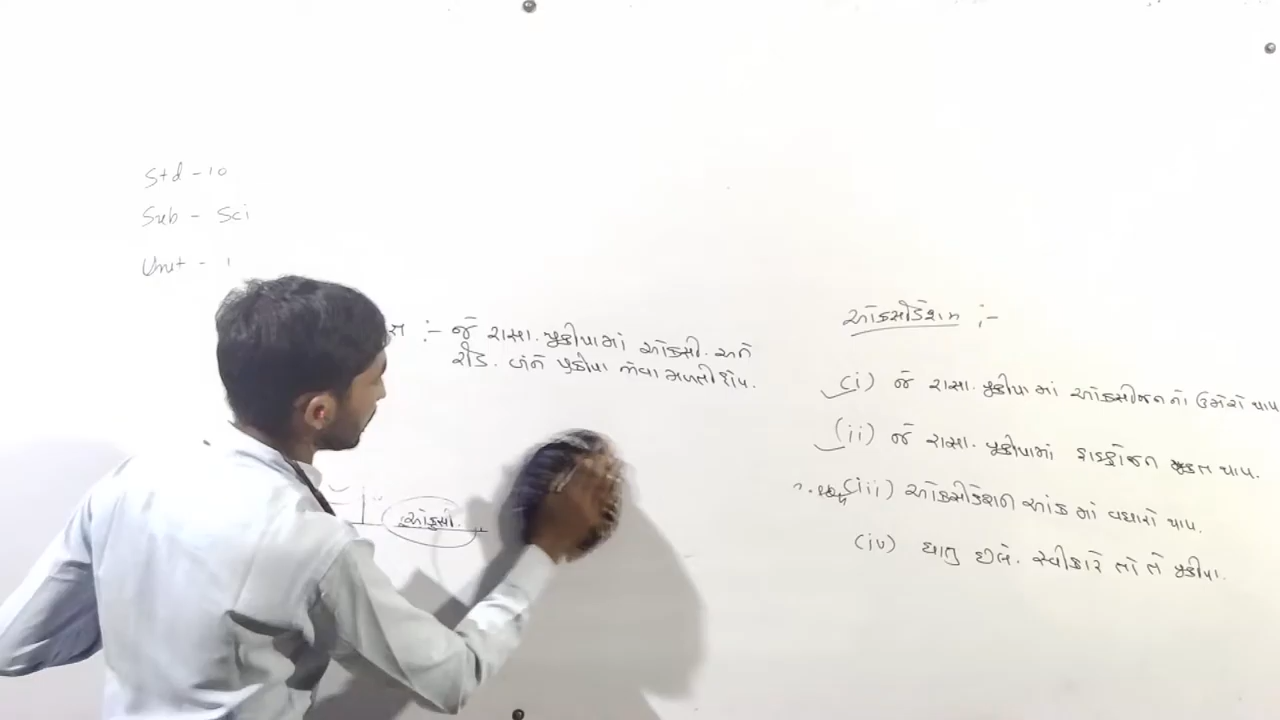 Std - 10
Sub - Sci
Unit - 1
:- જે રાસા. પ્રક્રીયામાં ઓક્સી. અને
રીડ. બંને પ્રક્રીયા જોવા મળતી હોય.
ઓક્સી.
ઓક્સીડેશન :-
(i) જે રાસા. પ્રક્રીયા માં ઓક્સીજન નો ઉમેરો થાય
(ii) જે રાસા. પ્રક્રીયામાં હાઇડ્રોજન મુક્ત થાય.
(iii) ઓક્સીડેશન આંક માં વધારો થાય.
(iv) ધાતુ ઇલે. સ્વીકારે તો તે પ્રક્રીયા.